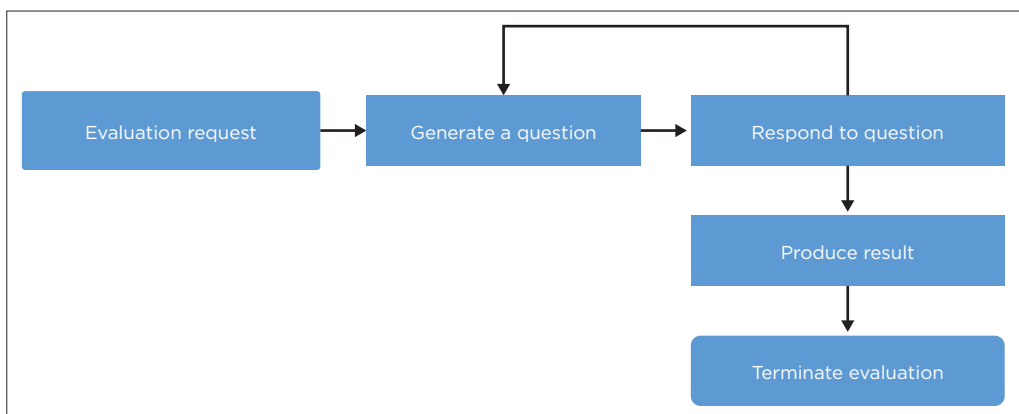 Evaluation request
Generate a question
Respond to question
Produce result
Terminate evaluation